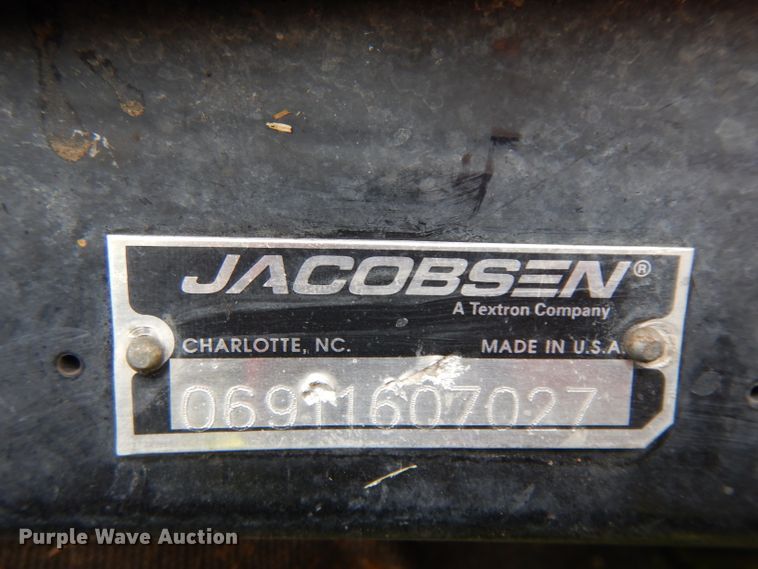 JACOBSEN®
A Textron Company
CHARLOTTE, NC. MADE IN U.S.A.
06911607027
Purple Wave Auction®